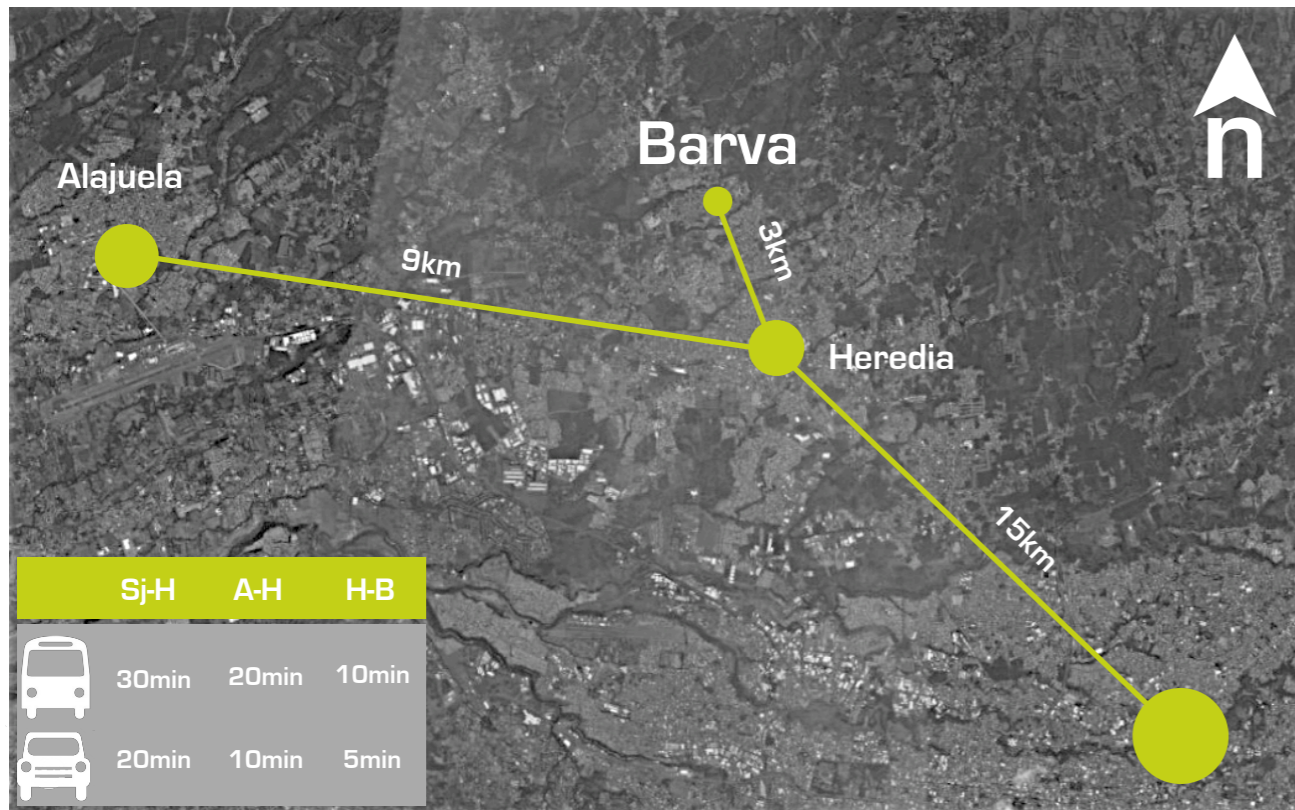 n
Barva
Alajuela
3km
9km
Heredia
15km
Sj-H A-H H-B
30min 20min 10min
20min 10min 5min